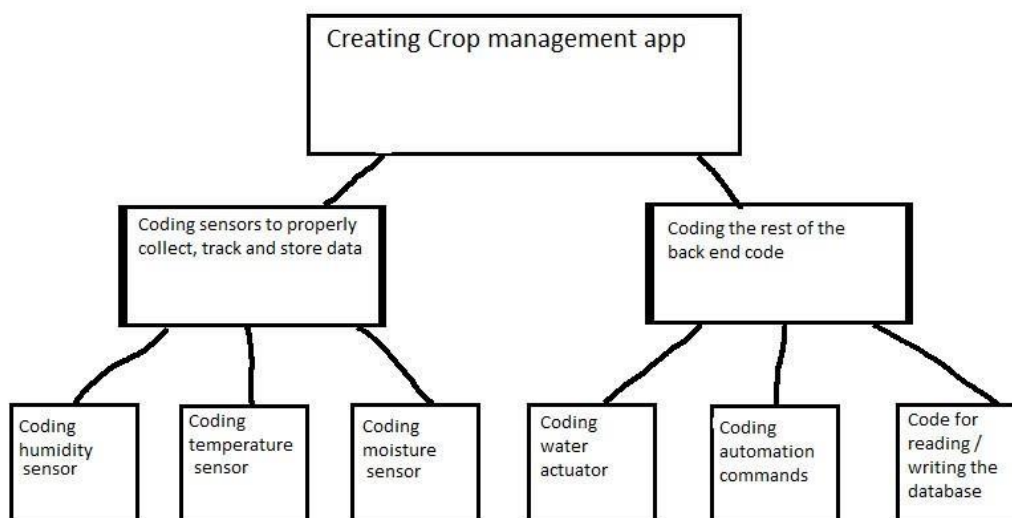 Creating Crop management app
Coding sensors to properly
collect, track and store data
Coding the rest of the
back end code
Coding
humidity
sensor
Coding
temperature
sensor
Coding
moisture
sensor
Coding
water
actuator
Coding
automation
commands
Code for
reading /
writing the
database